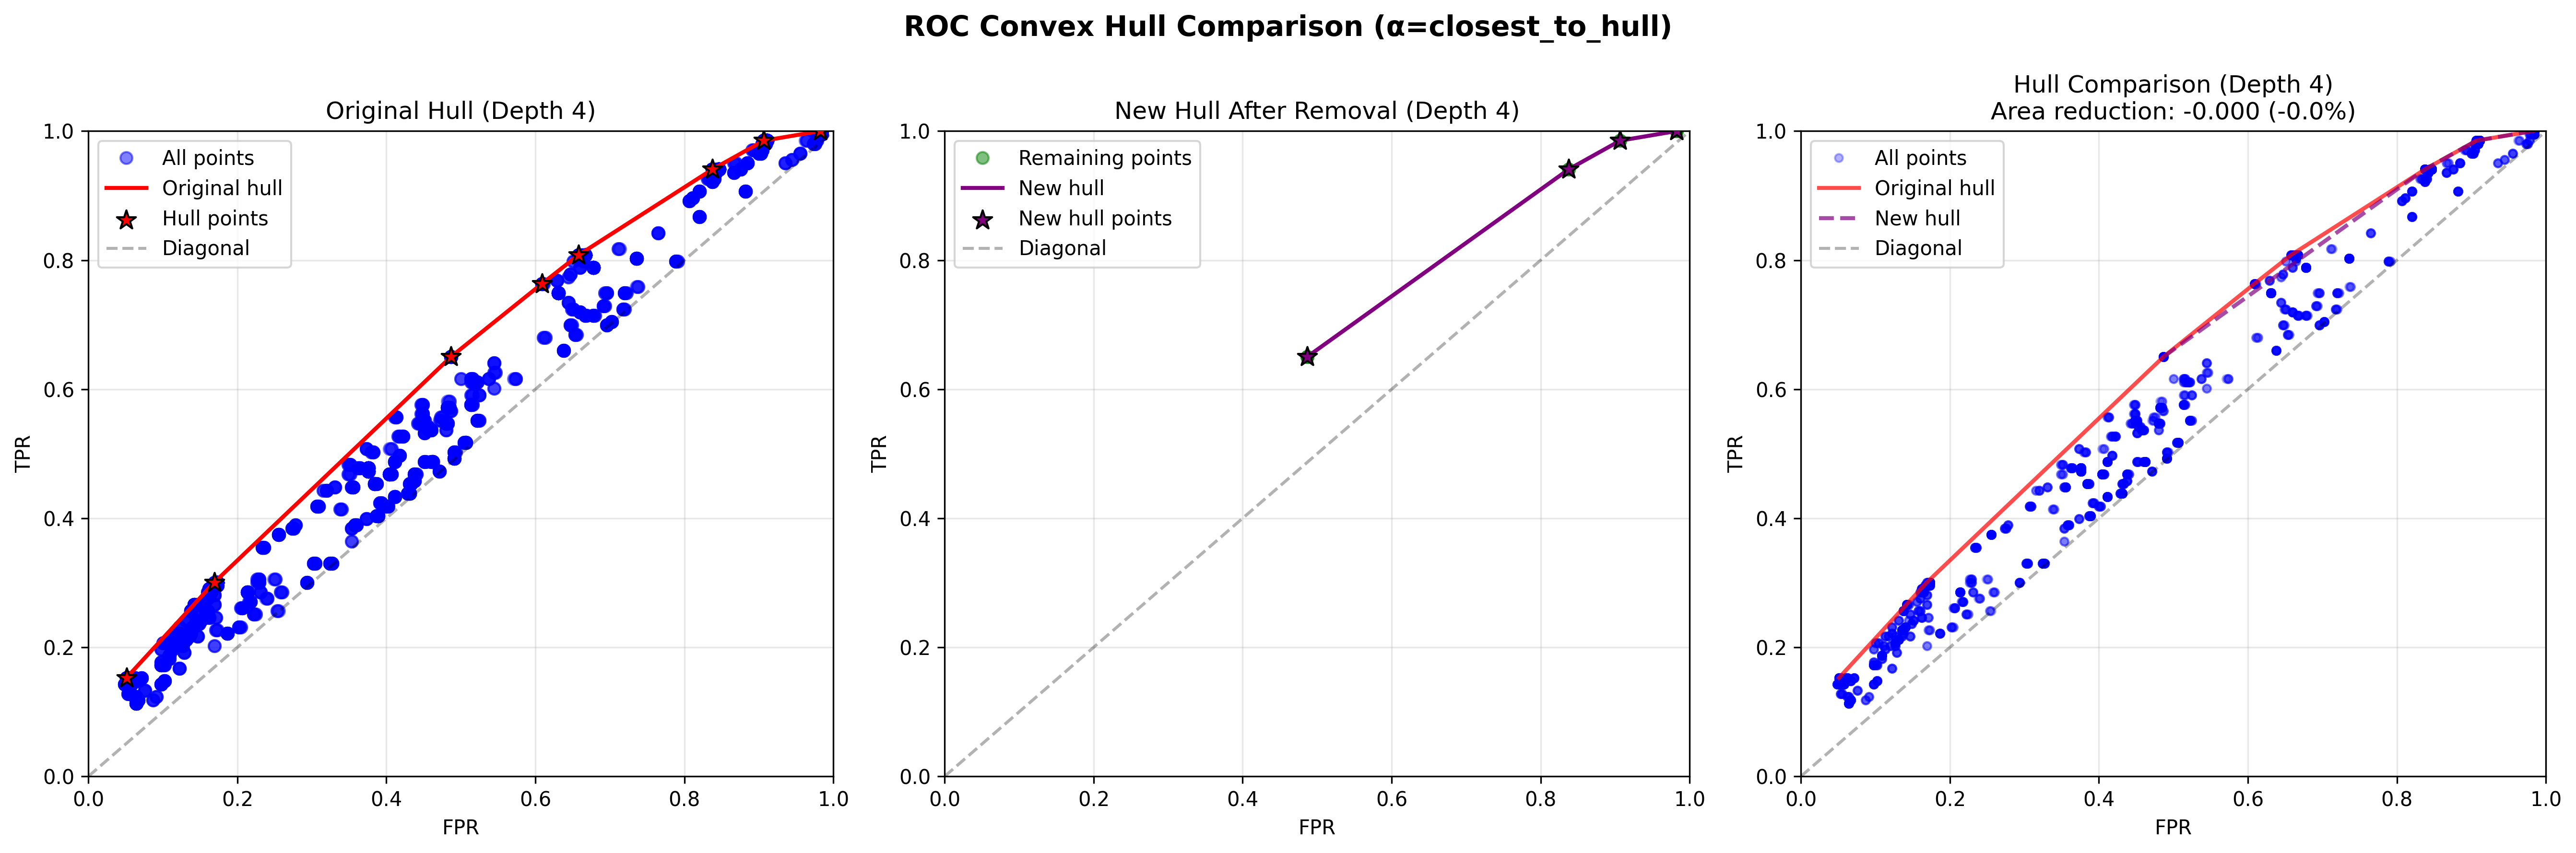 ROC Convex Hull Comparison (α=closest_to_hull)
Original Hull (Depth 4)
1.0
0.8
0.6
0.4
0.2
0.0
TPR
All points
Original hull
Hull points
Diagonal
0.0 0.2 0.4 0.6 0.8 1.0
FPR
New Hull After Removal (Depth 4)
1.0
0.8
0.6
0.4
0.2
0.0
TPR
Remaining points
New hull
New hull points
Diagonal
0.0 0.2 0.4 0.6 0.8 1.0
FPR
Hull Comparison (Depth 4)
Area reduction: -0.000 (-0.0%)
1.0
0.8
0.6
0.4
0.2
0.0
TPR
All points
Original hull
New hull
Diagonal
0.0 0.2 0.4 0.6 0.8 1.0
FPR